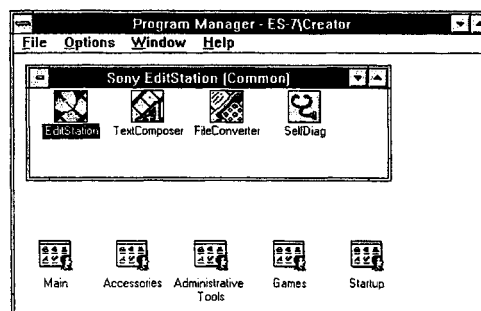 Program Manager - ES-7\Creator
File Options Window Help
Sony EditStation (Common)
EditStation TextComposer FileConverter SelfDiag
Main Accessories Administrative Tools Games Startup